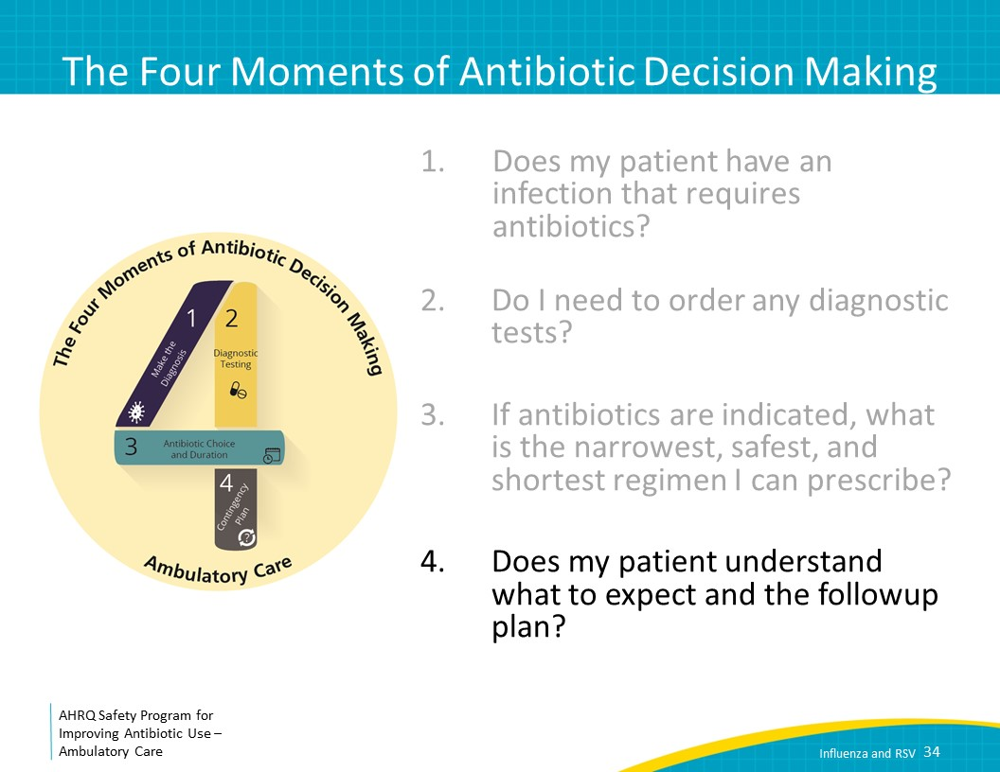 The Four Moments of Antibiotic Decision Making
1. Does my patient have an
infection that requires
antibiotics?
2. Do I need to order any diagnostic
tests?
3. If antibiotics are indicated, what
is the narrowest, safest, and
shortest regimen I can prescribe?
4. Does my patient understand
what to expect and the followup
plan?
The Four Moments of Antibiotic Decision Making
1
Make the
Diagnosis
2
Diagnostic
Testing
3
Antibiotic Choice
and Duration
4
Contingency
Plan
?
Ambulatory Care
AHRQ Safety Program for
Improving Antibiotic Use –
Ambulatory Care
Influenza and RSV 34